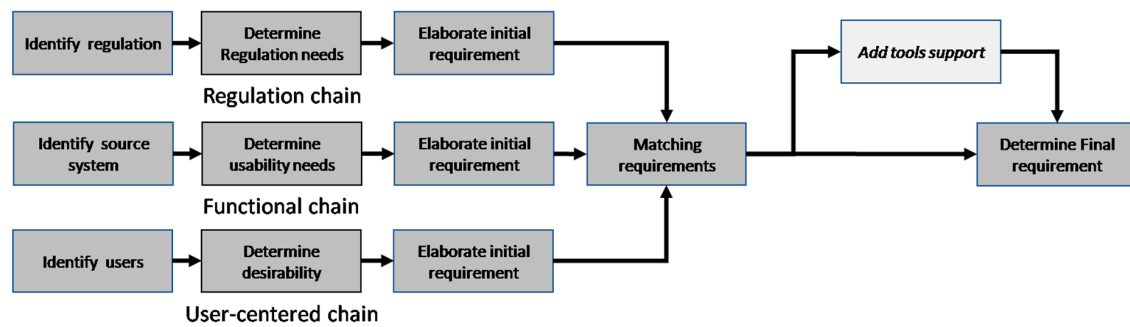 Identify regulation
Determine
Regulation needs
Elaborate initial
requirement
Add tools support
Regulation chain
Identify source
system
Determine
usability needs
Elaborate initial
requirement
Matching
requirements
Determine Final
requirement
Functional chain
Identify users
Determine
desirability
Elaborate initial
requirement
User-centered chain